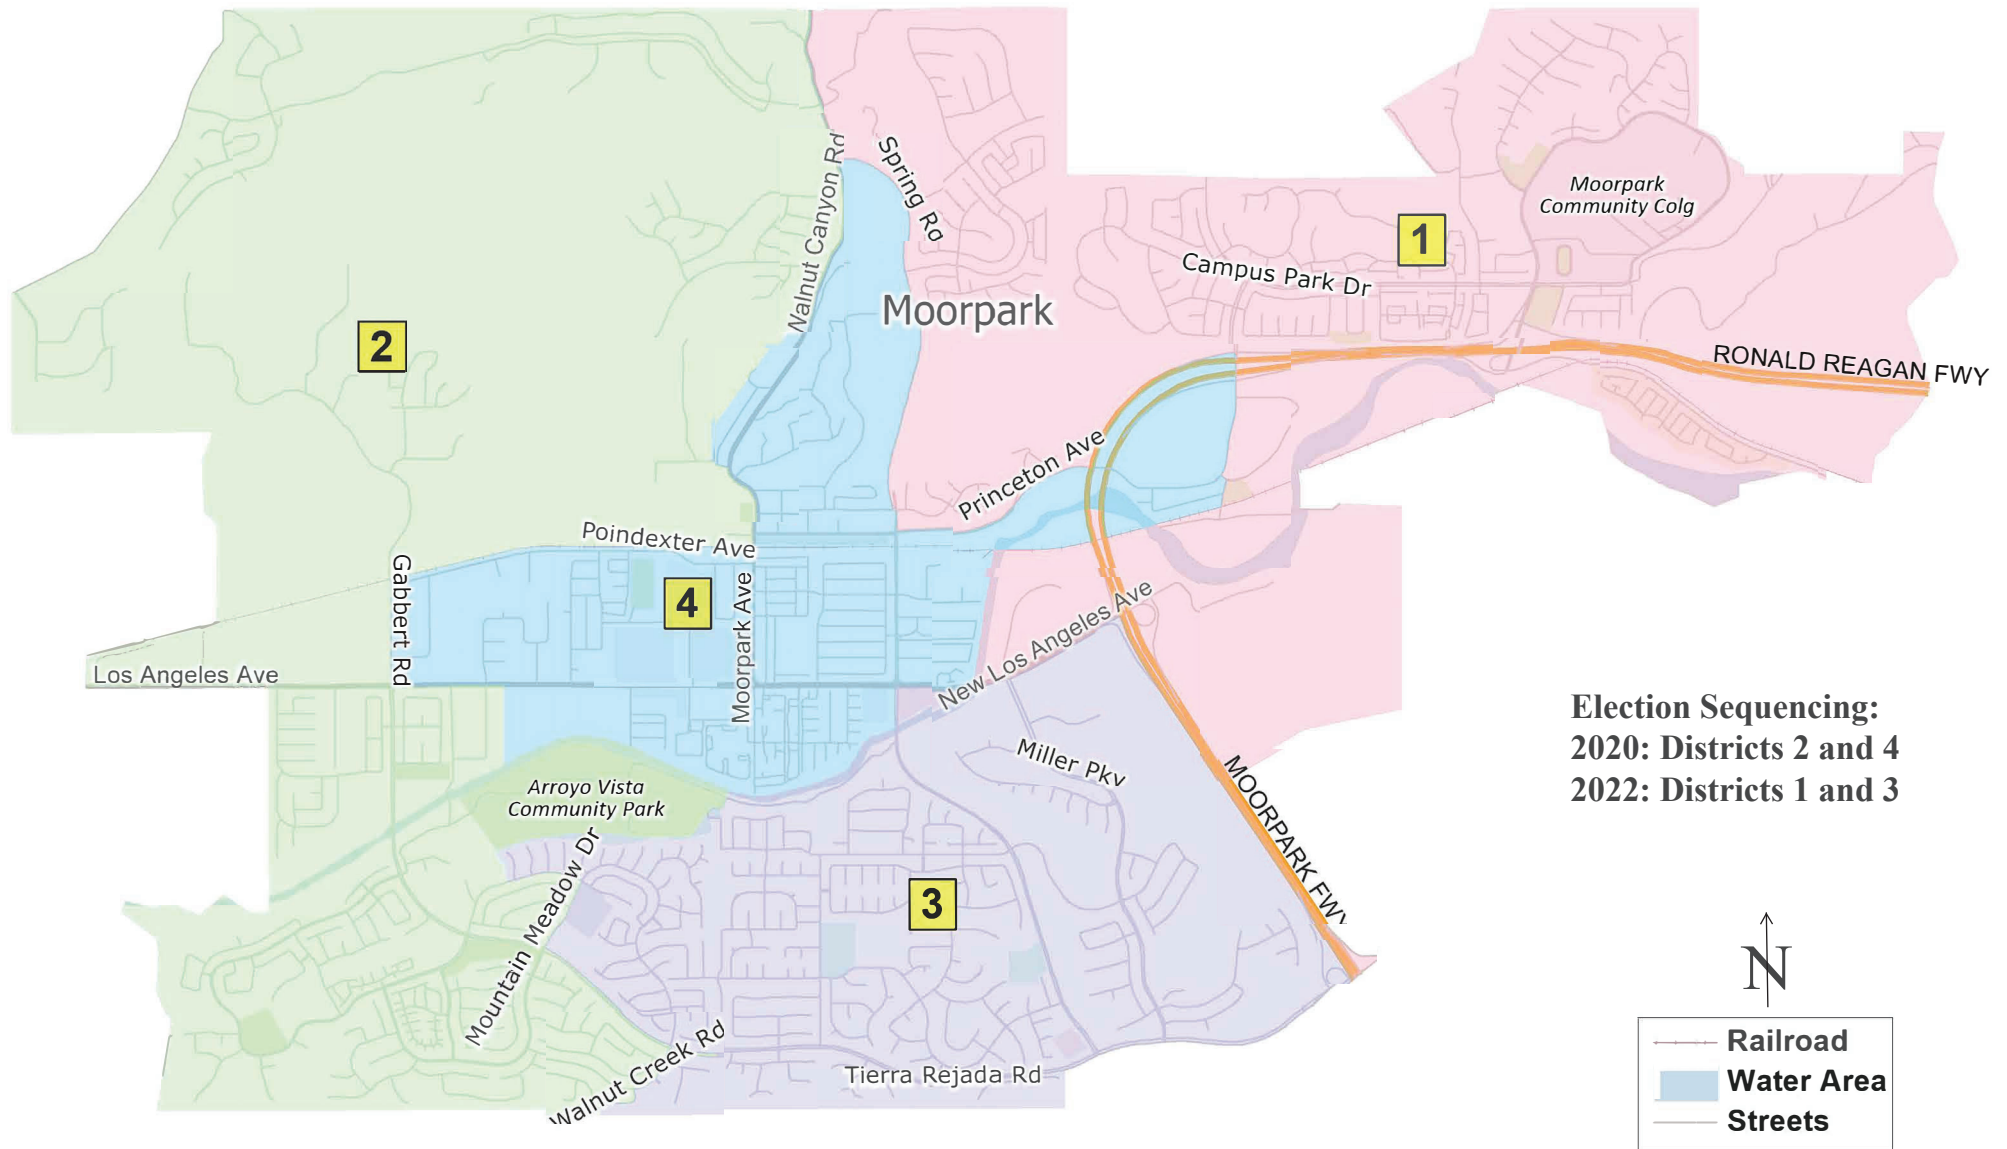 Walnut Canyon Rd
Spring Rd
Moorpark
Community Colg
1
Campus Park Dr
Moorpark
2
RONALD REAGAN FWY
Princeton Ave
Poindexter Ave
Gabbert Rd
4
Moorpark Ave
New Los Angeles Ave
Los Angeles Ave
Miller Pkv
Election Sequencing:
2020: Districts 2 and 4
2022: Districts 1 and 3
Arroyo Vista
Community Park
MOORPARK FWY
Mountain Meadow Dr
3
Walnut Creek Rd
Tierra Rejada Rd
N
Railroad
Water Area
Streets